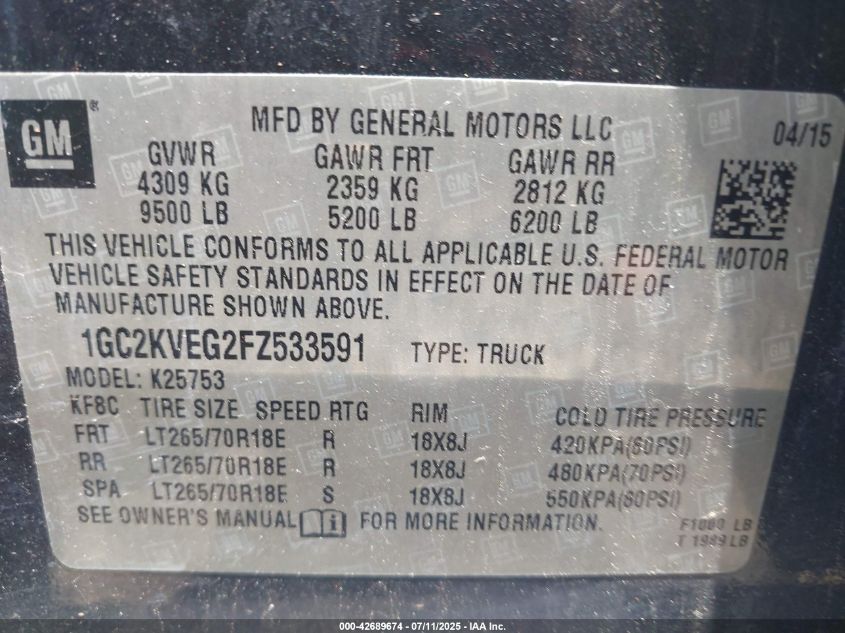 GM ®
MFD BY GENERAL MOTORS LLC 04/15
GVWR GAWR FRT GAWR RR
4309 KG 2359 KG 2812 KG
9500 LB 5200 LB 6200 LB
THIS VEHICLE CONFORMS TO ALL APPLICABLE U.S. FEDERAL MOTOR
VEHICLE SAFETY STANDARDS IN EFFECT ON THE DATE OF
MANUFACTURE SHOWN ABOVE.
1GC2KVEG2FZ533591 TYPE: TRUCK
MODEL: K25753
KF8C TIRE SIZE SPEED RTG RIM COLD TIRE PRESSURE
FRT LT265/70R18E R 18X8J 420KPA(60PSI)
RR LT265/70R18E R 18X8J 480KPA(70PSI)
SPA LT265/70R18E S 18X8J 550KPA(80PSI)
SEE OWNER'S MANUAL i FOR MORE INFORMATION.
LB
T 1999 LB
000-42689674 - 07/11/2025 - IAA Inc.